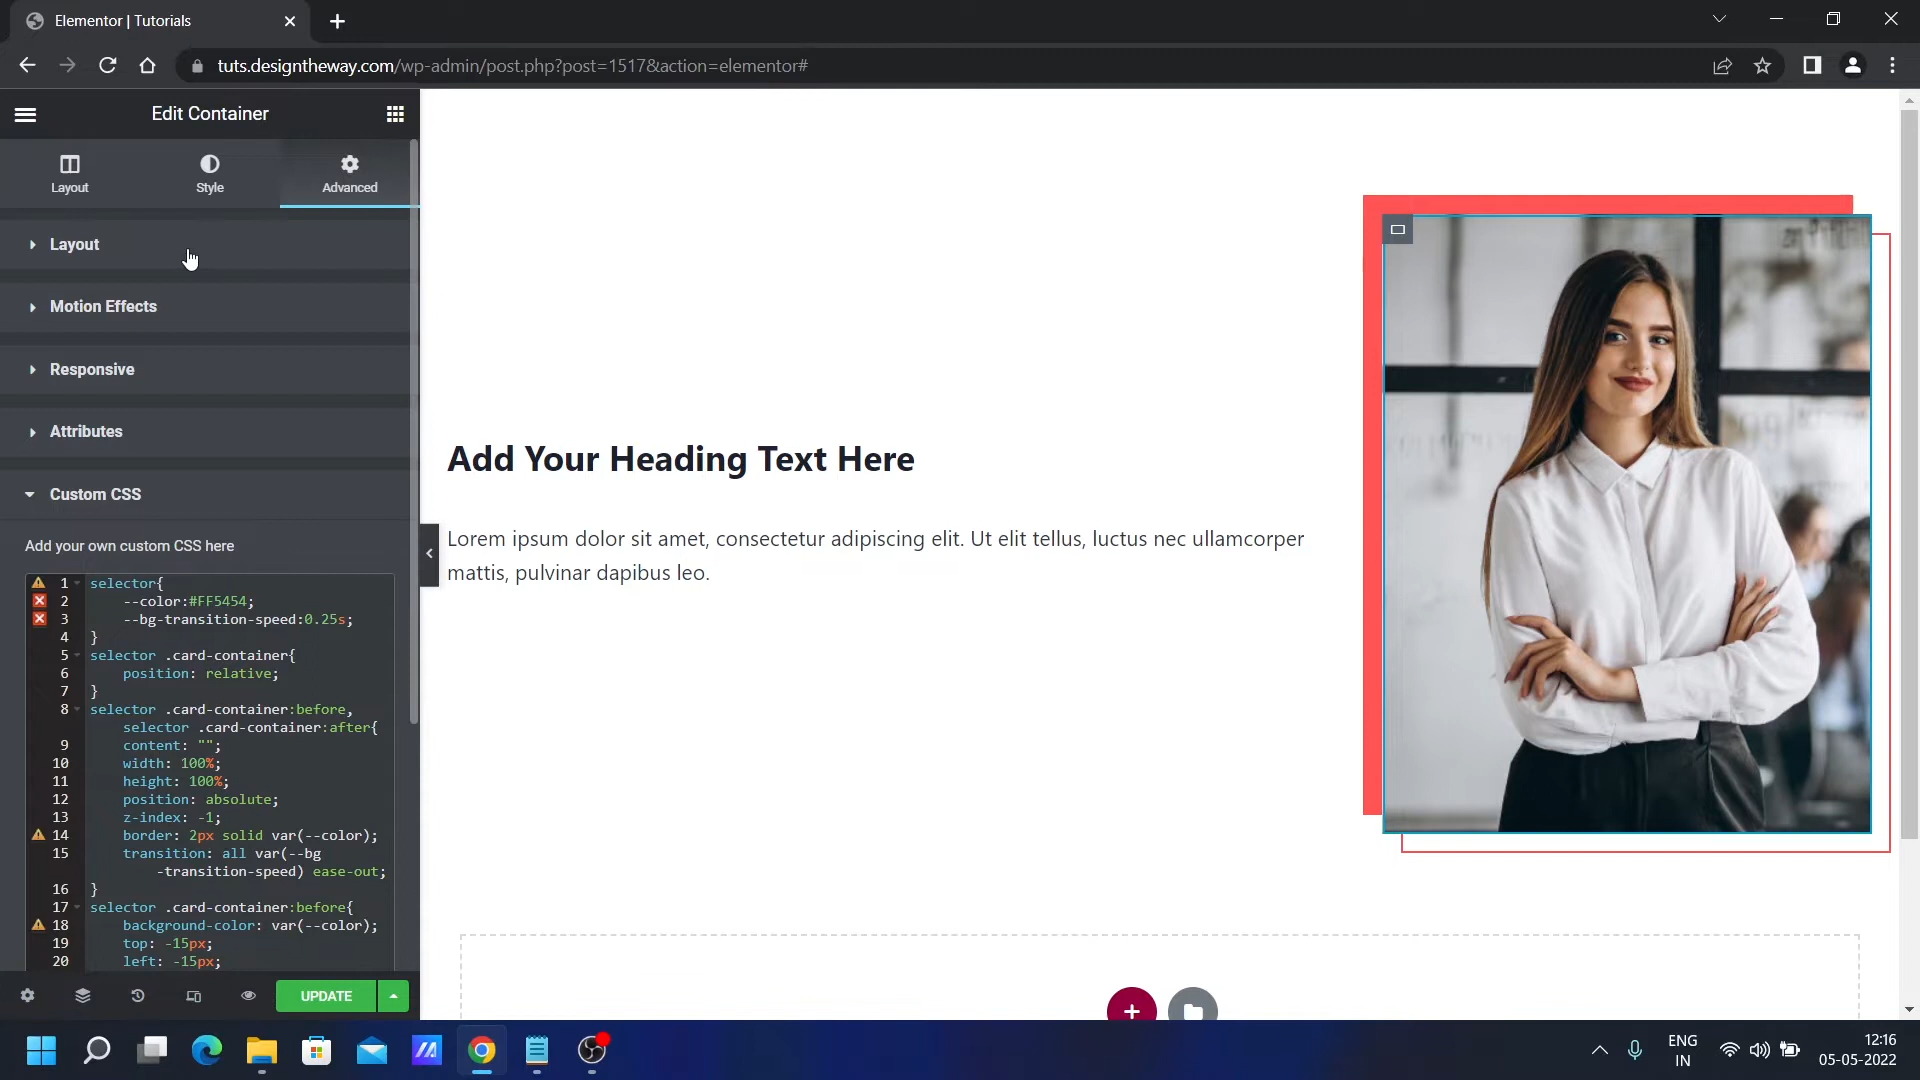 Elementor | Tutorials
tuts.designtheway.com/wp-admin/post.php?post=1517&action=elementor#
Edit Container
Layout
Style
Advanced
Layout
Motion Effects
Responsive
Attributes
Custom CSS
Add your own custom CSS here
1 selector{
2 --color:#FF5454;
3 --bg-transition-speed:0.25s;
4 }
5 selector .card-container{
6 position: relative;
7 }
8 selector .card-container:before,
selector .card-container:after{
9 content: "";
10 width: 100%;
11 height: 100%;
12 position: absolute;
13 z-index: -1;
14 border: 2px solid var(--color);
15 transition: all var(--bg
-transition-speed) ease-out;
16 }
17 selector .card-container:before{
18 background-color: var(--color);
19 top: -15px;
20 left: -15px;
UPDATE
Add Your Heading Text Here
Lorem ipsum dolor sit amet, consectetur adipiscing elit. Ut elit tellus, luctus nec ullamcorper
mattis, pulvinar dapibus leo.
ENG
IN
12:16
05-05-2022